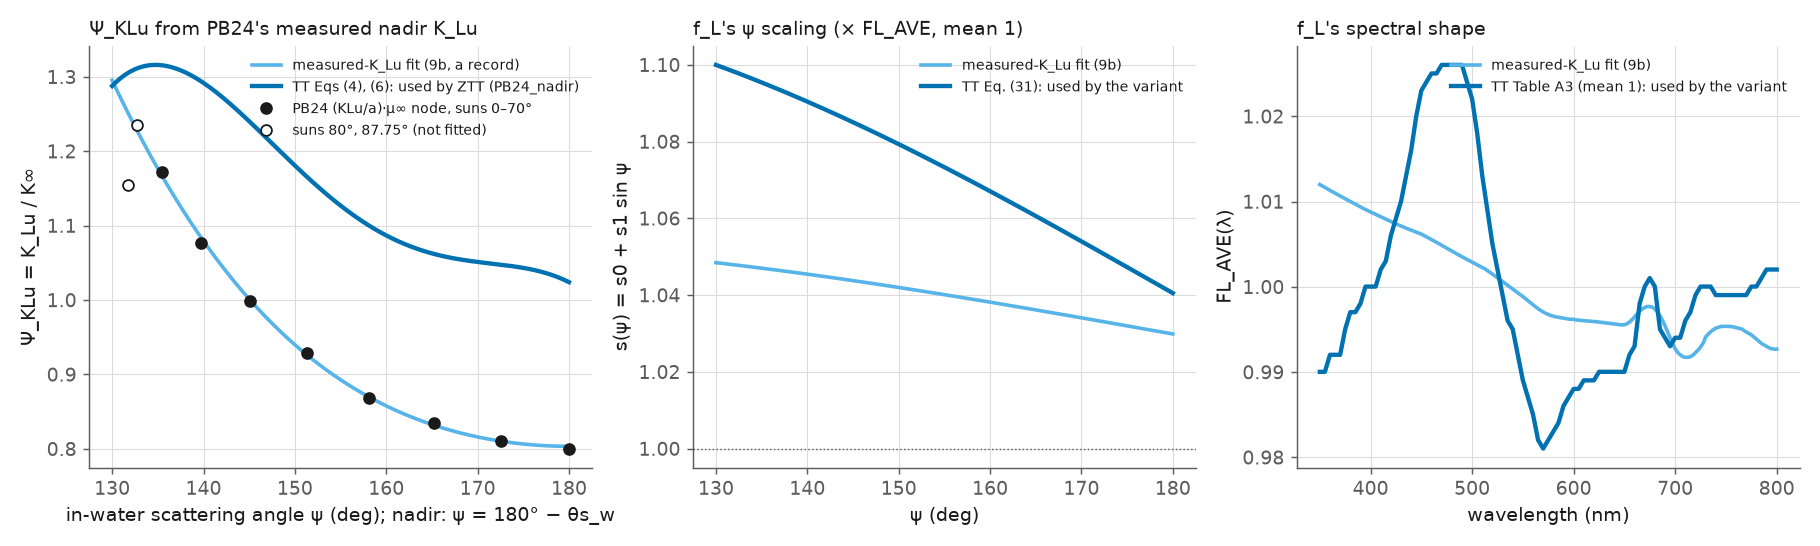 Ψ_KLu from PB24's measured nadir K_Lu
measured-K_Lu fit (9b, a record)
TT Eqs (4), (6): used by ZTT (PB24_nadir)
PB24 (KLu/a)·μ∞ node, suns 0–70°
suns 80°, 87.75° (not fitted)
Ψ_KLu = K_Lu / K∞
1.3
1.2
1.1
1.0
0.9
0.8
130 140 150 160 170 180
in-water scattering angle ψ (deg); nadir: ψ = 180° − θs_w
f_L's ψ scaling (× FL_AVE, mean 1)
measured-K_Lu fit (9b)
TT Eq. (31): used by the variant
s(ψ) = s0 + s1 sin ψ
1.10
1.08
1.06
1.04
1.02
1.00
130 140 150 160 170 180
ψ (deg)
f_L's spectral shape
measured-K_Lu fit (9b)
TT Table A3 (mean 1): used by the variant
FL_AVE(λ)
1.02
1.01
1.00
0.99
0.98
400 500 600 700 800
wavelength (nm)